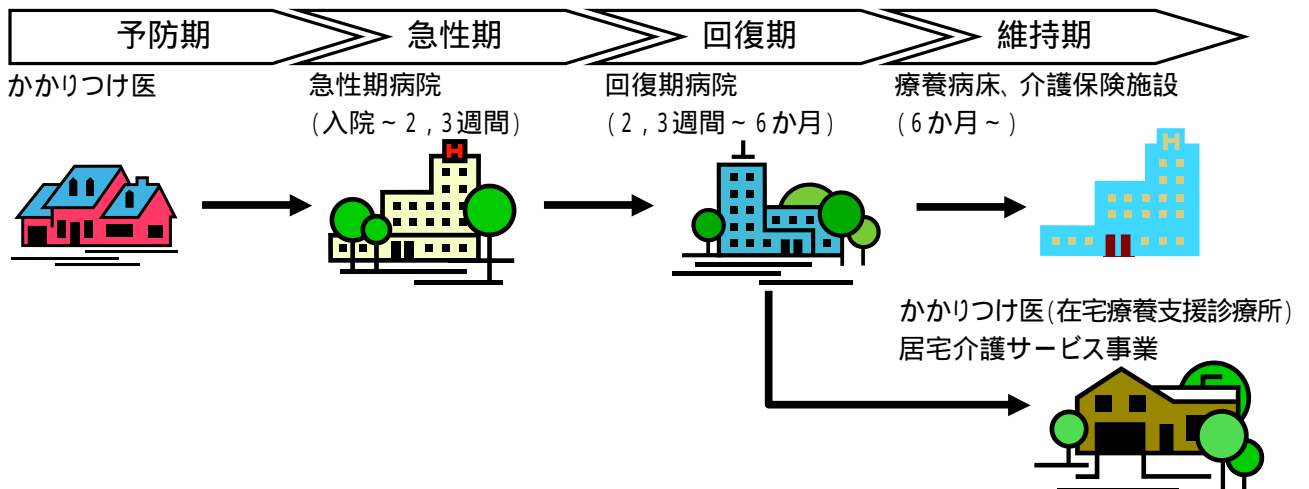 予防期
急性期
回復期
維持期
かかりつけ医
急性期病院
(入院~2,3週間)
回復期病院
(2,3週間~6か月)
療養病床、介護保険施設
(6か月~)
H
H
かかりつけ医(在宅療養支援診療所)
居宅介護サービス事業